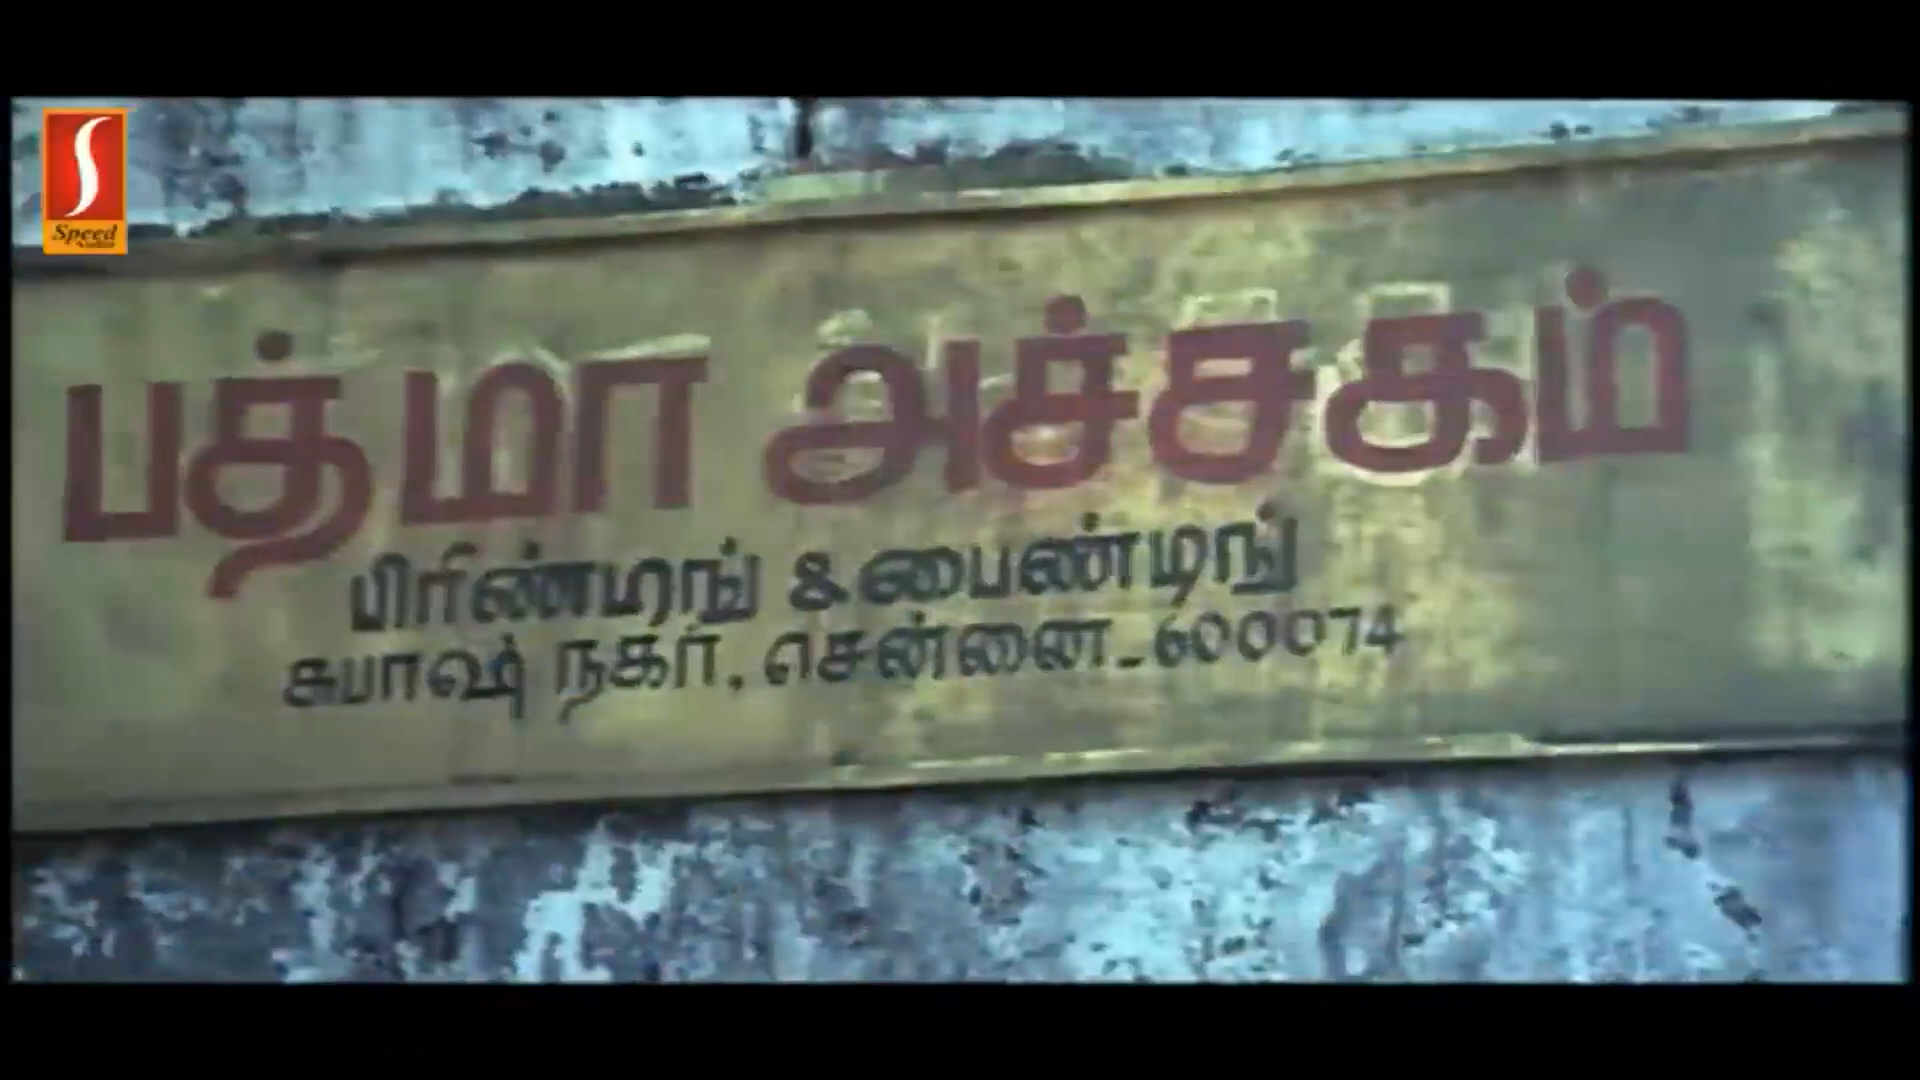 S
Speed
பத்மா அச்சகம்
பிரிண்டிங் & பைண்டிங்
சுபாஷ் நகர். சென்னை-600074